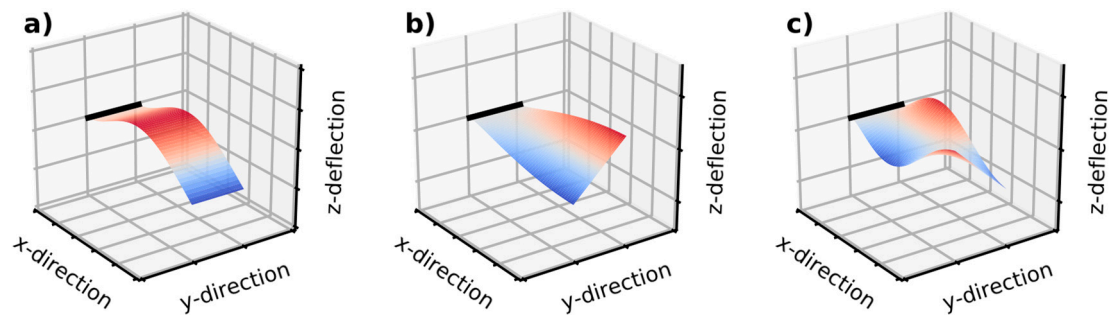 a)
z-deflection
x-direction
y-direction
b)
z-deflection
x-direction
y-direction
c)
z-deflection
x-direction
y-direction